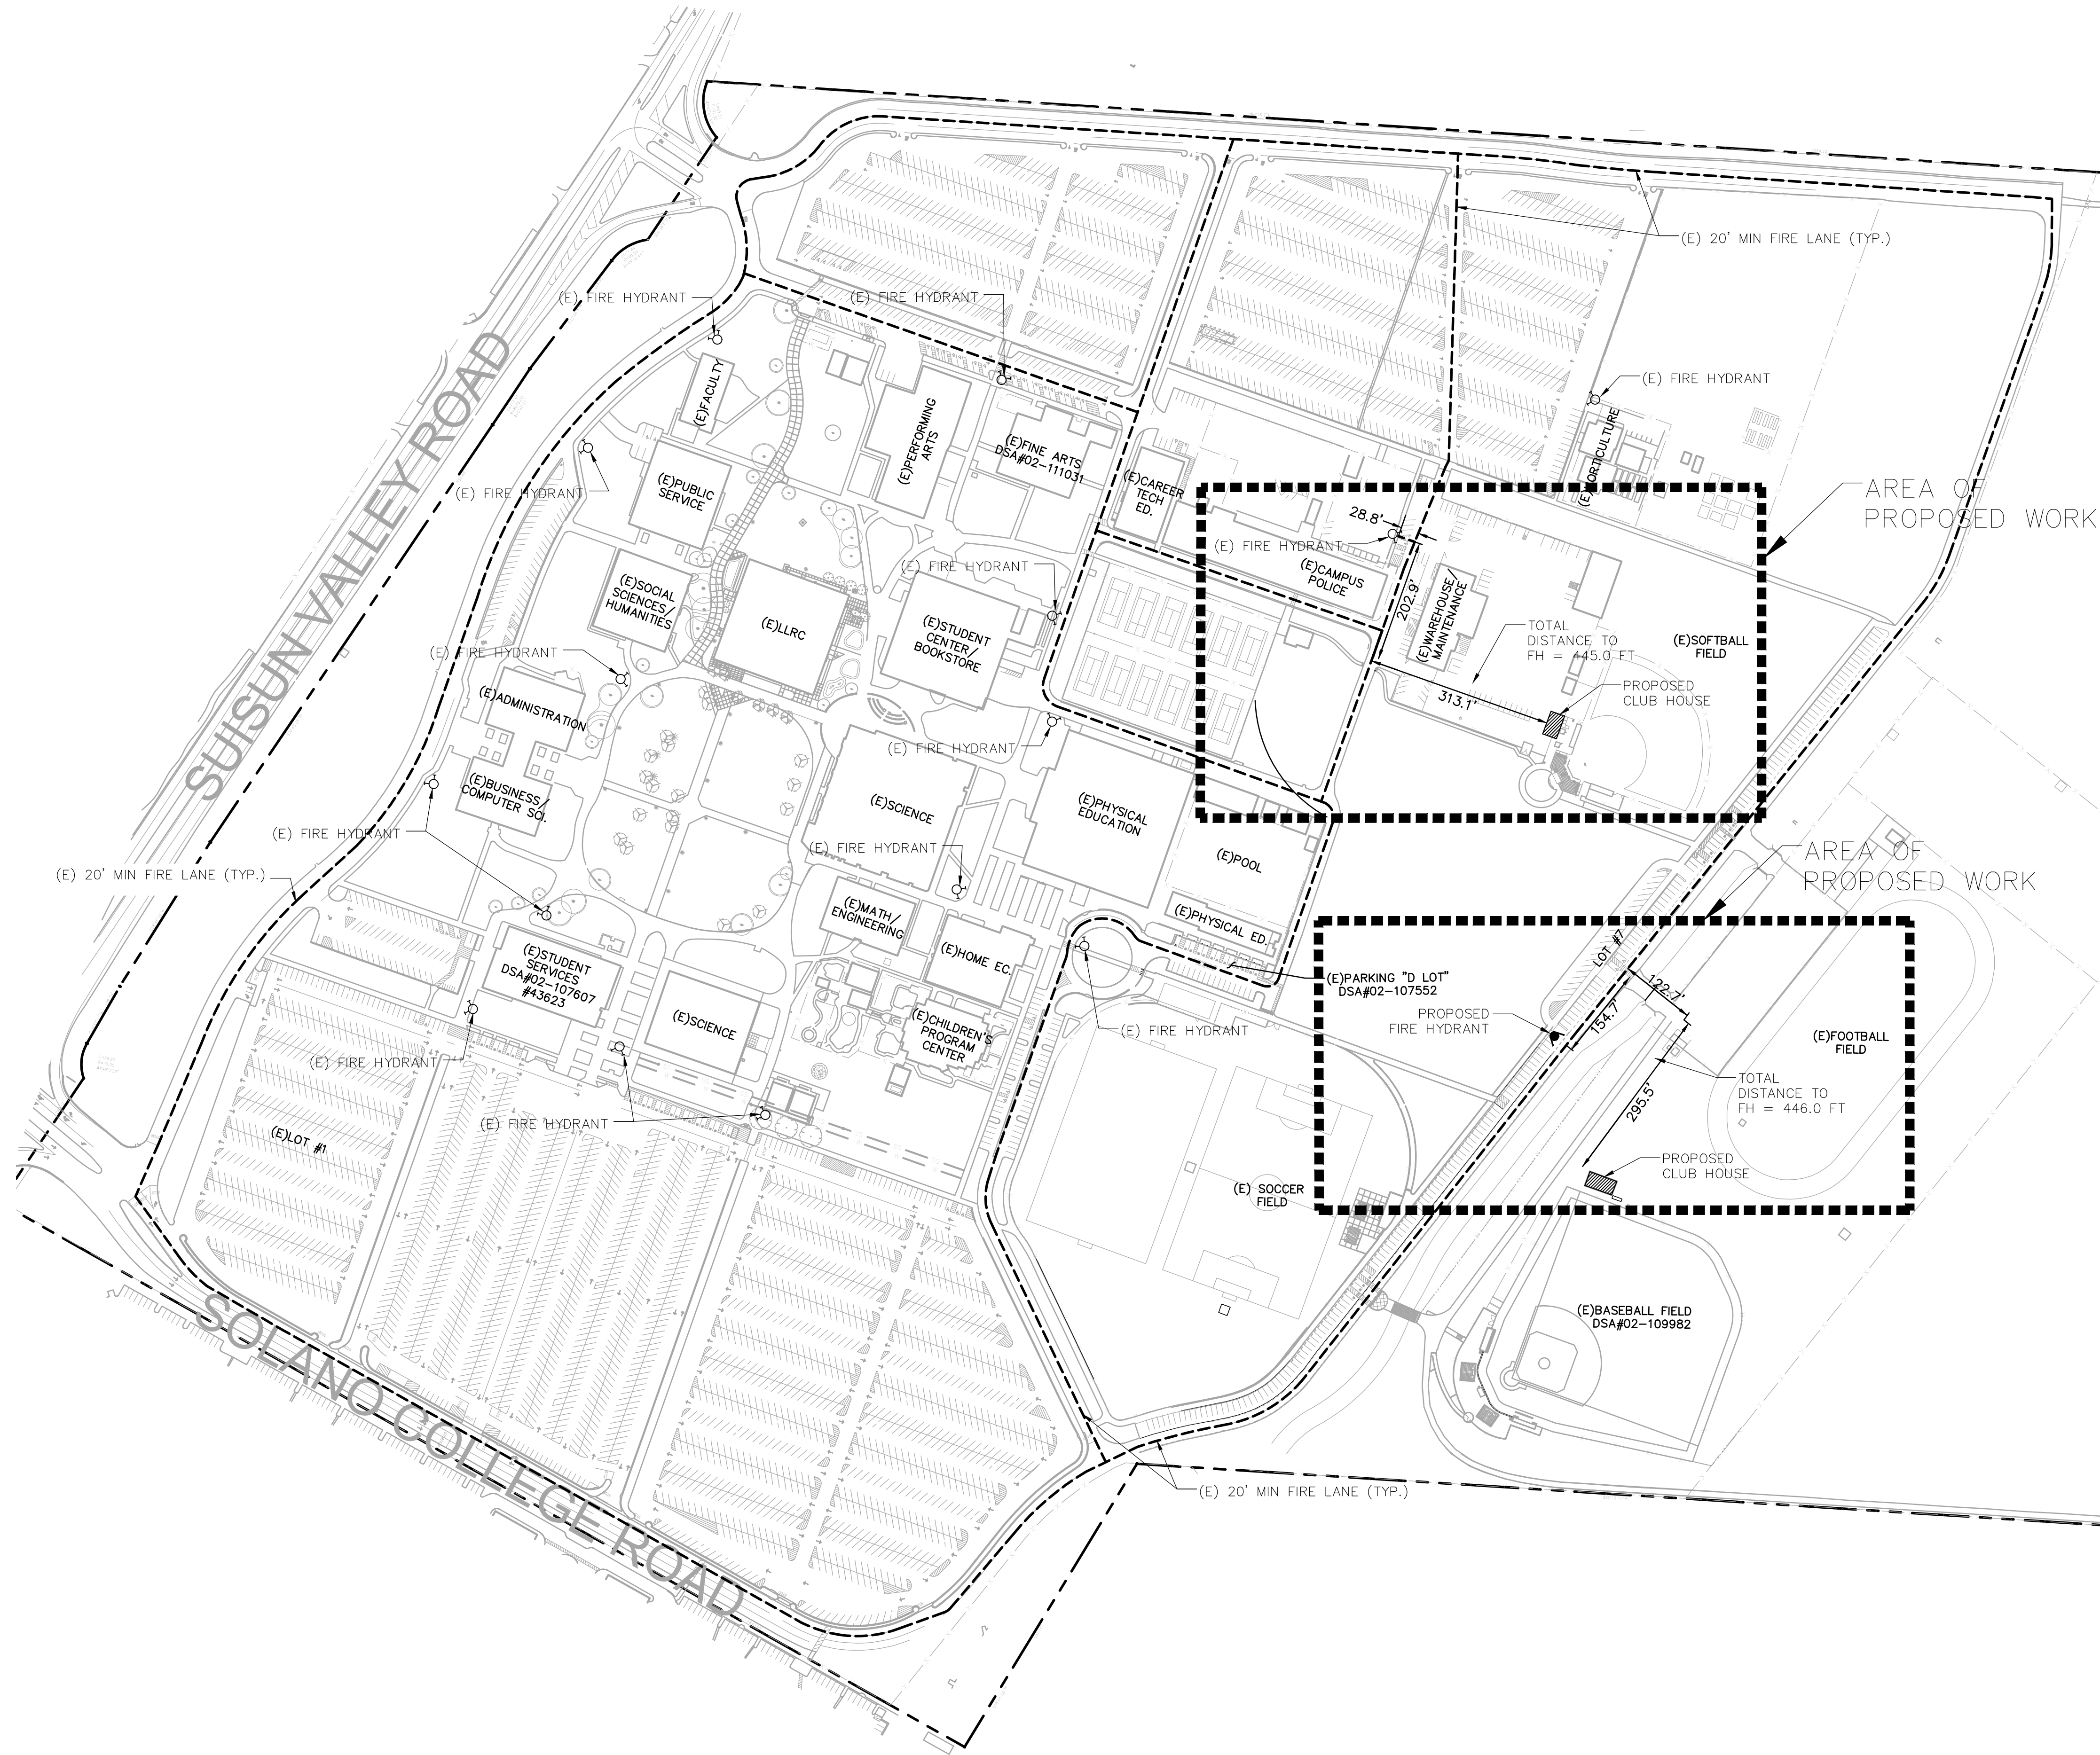 (E) 20' MIN FIRE LANE (TYP.)
(E) FIRE HYDRANT
(E) FIRE HYDRANT
(E) FIRE HYDRANT
(E)FACULTY
(E)PERFORMING
ARTS
(E)FINE ARTS
DSA#02-111031
(E)HORTICULTURE
(E)CAREER
TECH
ED.
AREA OF
PROPOSED WORK
(E) FIRE HYDRANT
(E)PUBLIC
SERVICE
28.8'
(E) FIRE HYDRANT
SUISUN VALLEY ROAD
(E) FIRE HYDRANT
(E)CAMPUS
POLICE
202.9'
(E)WAREHOUSE/
MAINTENANCE
(E)SOCIAL
SCIENCES/
HUMANITIES
(E)LLRC
(E)STUDENT
CENTER/
BOOKSTORE
TOTAL
DISTANCE TO
FH = 445.0 FT
(E)SOFTBALL
FIELD
(E) FIRE HYDRANT
PROPOSED
CLUB HOUSE
313.1'
(E)ADMINISTRATION
(E) FIRE HYDRANT
(E)BUSINESS/
COMPUTER SCI.
(E)SCIENCE
(E)PHYSICAL
EDUCATION
(E) FIRE HYDRANT
(E) FIRE HYDRANT
(E)POOL
AREA OF
PROPOSED WORK
(E) 20' MIN FIRE LANE (TYP.)
(E)MATH/
ENGINEERING
(E)PHYSICAL ED.
(E)HOME EC.
LOT #7
(E)STUDENT
SERVICES
DSA#02-107607
#43623
(E)PARKING "D LOT"
DSA#02-107552
122.7'
154.7'
PROPOSED
FIRE HYDRANT
(E)SCIENCE
(E)CHILDREN'S
PROGRAM
CENTER
(E) FIRE HYDRANT
(E)FOOTBALL
FIELD
(E) FIRE HYDRANT
TOTAL
DISTANCE TO
FH = 446.0 FT
295.5'
(E) FIRE HYDRANT
(E)LOT #1
PROPOSED
CLUB HOUSE
(E) SOCCER
FIELD
(E)BASEBALL FIELD
DSA#02-109982
SOLANO COLLEGE ROAD
(E) 20' MIN FIRE LANE (TYP.)